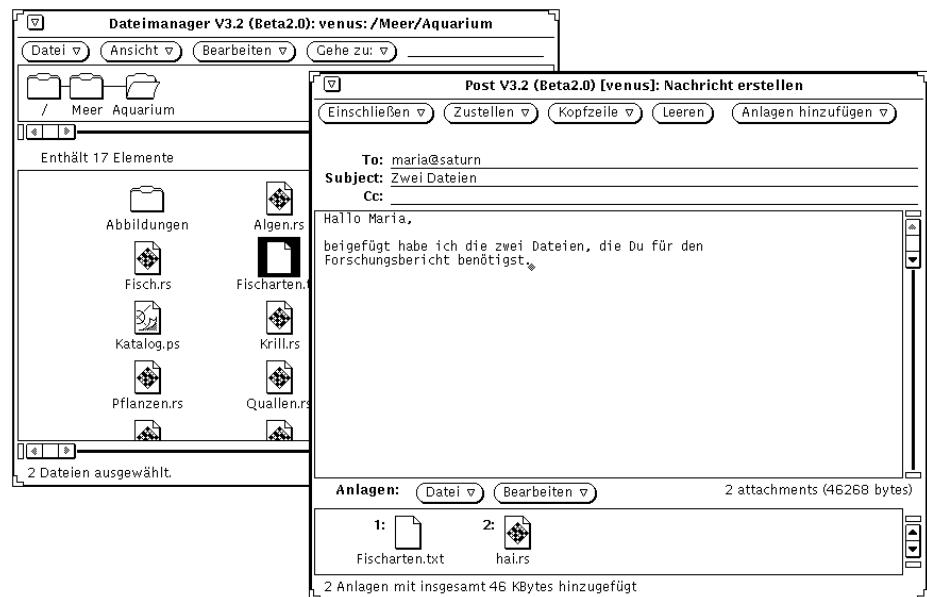 Dateimanager V3.2 (Beta2.0): venus: /Meer/Aquarium
Datei Ansicht Bearbeiten Gehe zu:
/ Meer Aquarium
Enthält 17 Elemente
Abbildungen Algen.rs
Fisch.rs Fischarten.
Katalog.ps Krill.rs
Pflanzen.rs Quallen.rs
2 Dateien ausgewählt.
Post V3.2 (Beta2.0) [venus]: Nachricht erstellen
Einschließen Zustellen Kopfzeile Leeren Anlagen hinzufügen
To: maria@saturn
Subject: Zwei Dateien
Cc:
Hallo Maria,
beigefügt habe ich die zwei Dateien, die Du für den
Forschungsbericht benötigst.
Anlagen: Datei Bearbeiten 2 attachments (46268 bytes)
1: 2:
Fischarten.txt hai.rs
2 Anlagen mit insgesamt 46 KBytes hinzugefügt